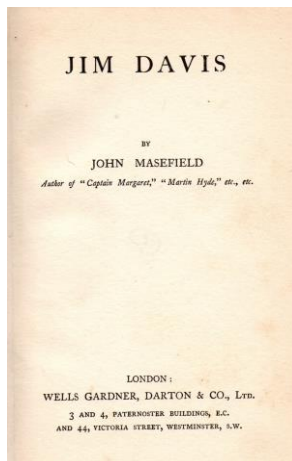 JIM DAVIS
BY
JOHN MASEFIELD
Author of "Captain Margaret," "Martin Hyde," etc., etc.
LONDON:
WELLS GARDNER, DARTON & CO., LTD.
3 AND 4, PATERNOSTER BUILDINGS, E.C.
AND 44, VICTORIA STREET, WESTMINSTER, S.W.